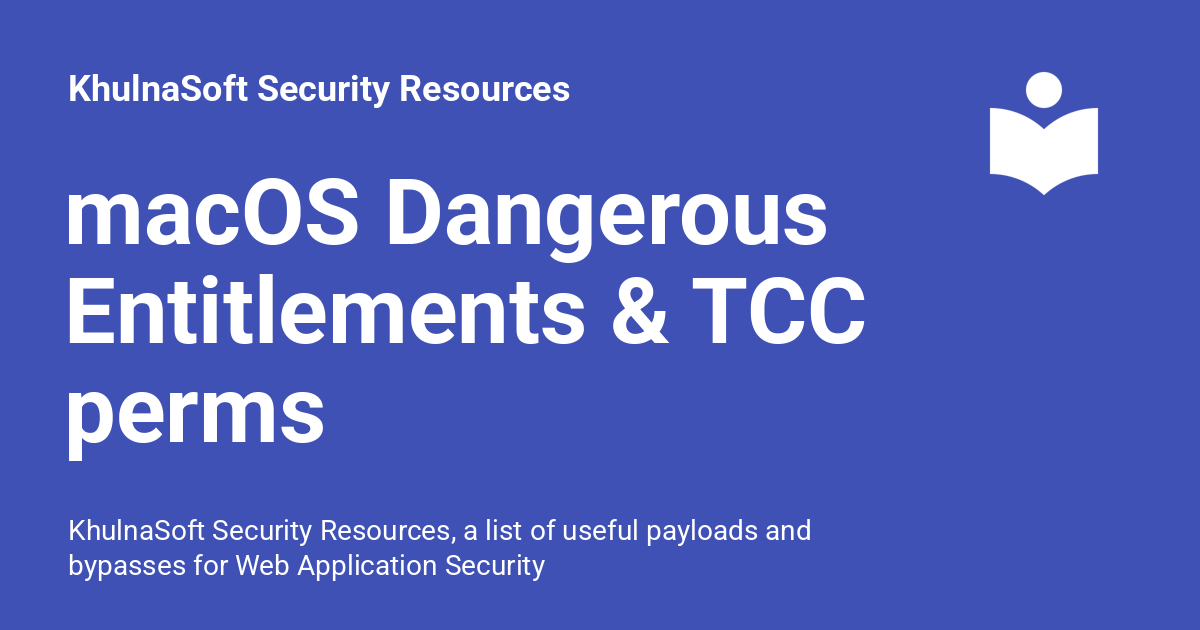 KhulnaSoft Security Resources
macOS Dangerous
Entitlements & TCC
perms
KhulnaSoft Security Resources, a list of useful payloads and
bypasses for Web Application Security